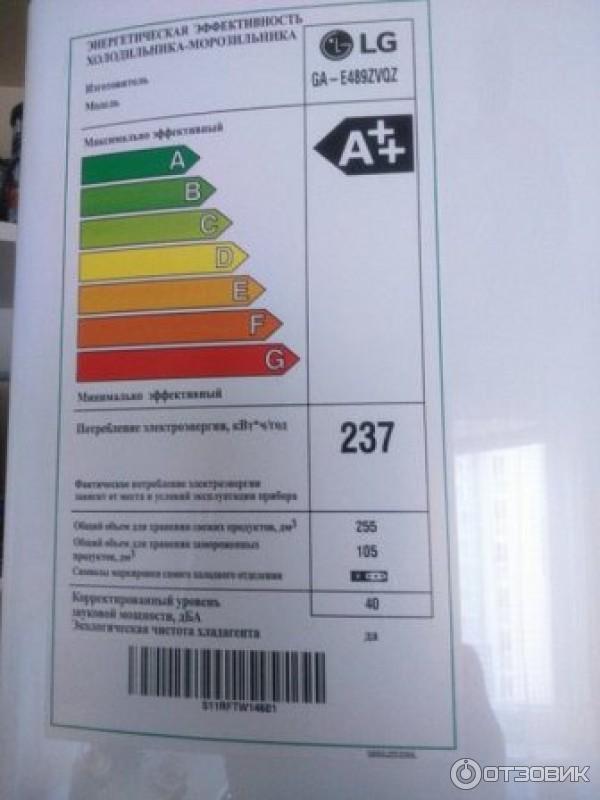 ЭНЕРГЕТИЧЕСКАЯ ЭФФЕКТИВНОСТЬ
ХОЛОДИЛЬНИКА-МОРОЗИЛЬНИКА
LG
Изготовитель
Модель
GA-E489ZVQZ
Максимально эффективный
A++
A
B
C
D
E
F
G
Минимально эффективный
Потребление электроэнергии, кВт*ч/год
237
Фактическое потребление электроэнергии
зависит от места и условий эксплуатации прибора
Общий объем для хранения свежих продуктов, дм³
255
Общий объем для хранения замороженных
продуктов, дм³
105
Символы маркировки самого холодного отделения
Корректированный уровень
звуковой мощности, дБА
40
Экологическая чистота хладагента
да
S11RFTW14601
ОТЗОВИК